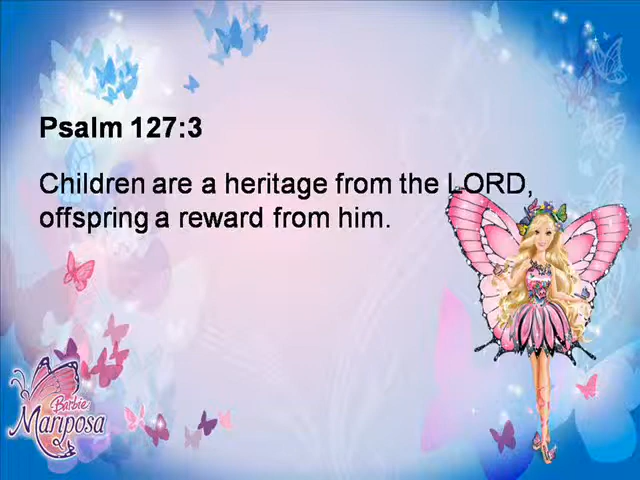 Psalm 127:3
Children are a heritage from the LORD,
offspring a reward from him.
Barbie
Mariposa